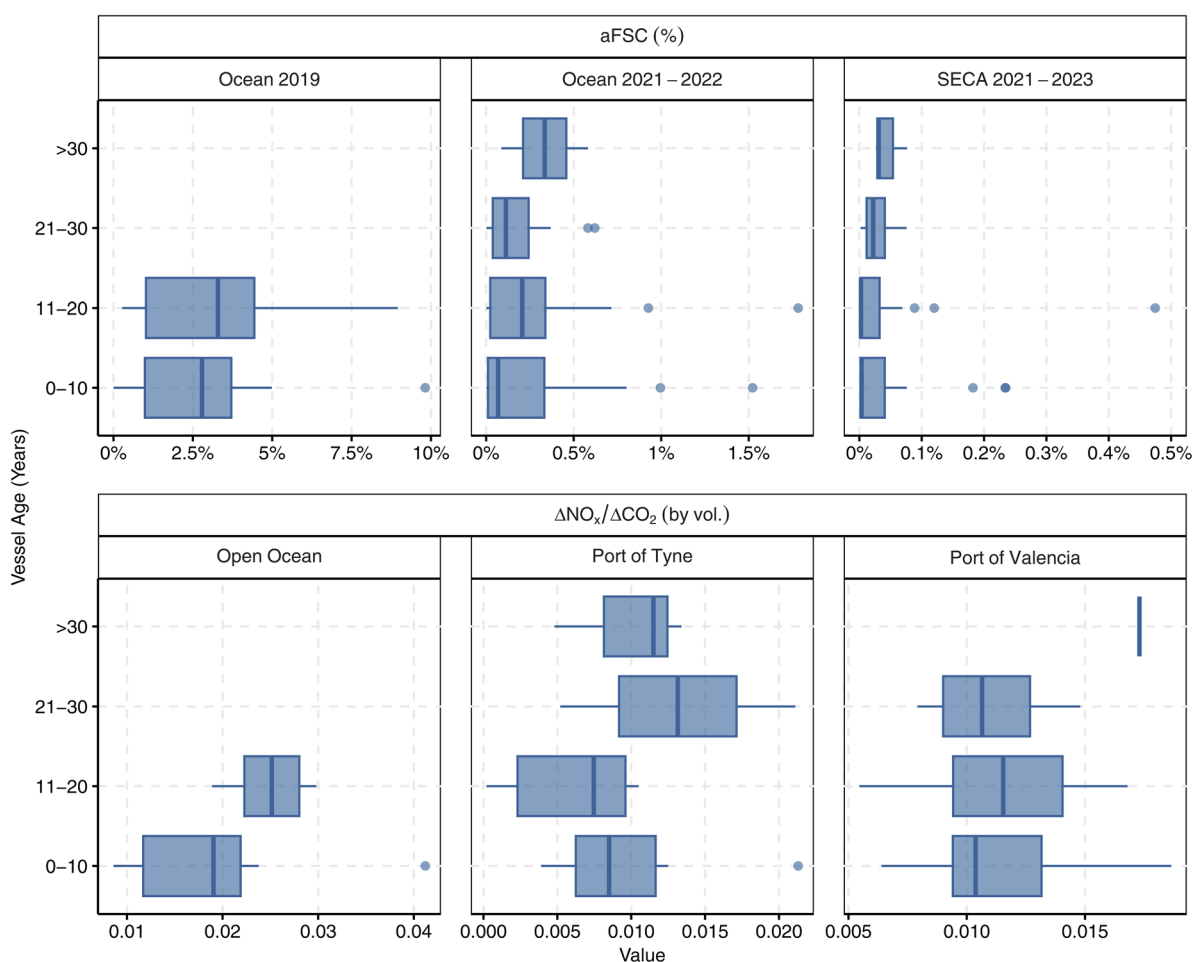 aFSC (%)
Ocean 2019
Ocean 2021 – 2022
SECA 2021 – 2023
>30
21–30
11–20
0–10
0% 2.5% 5% 7.5% 10%
0% 0.5% 1% 1.5%
0% 0.1% 0.2% 0.3% 0.4% 0.5%
Vessel Age (Years)
ΔNOₓ/ΔCO₂ (by vol.)
Open Ocean
Port of Tyne
Port of Valencia
>30
21–30
11–20
0–10
0.01 0.02 0.03 0.04
0.000 0.005 0.010 0.015 0.020
0.005 0.010 0.015
Value